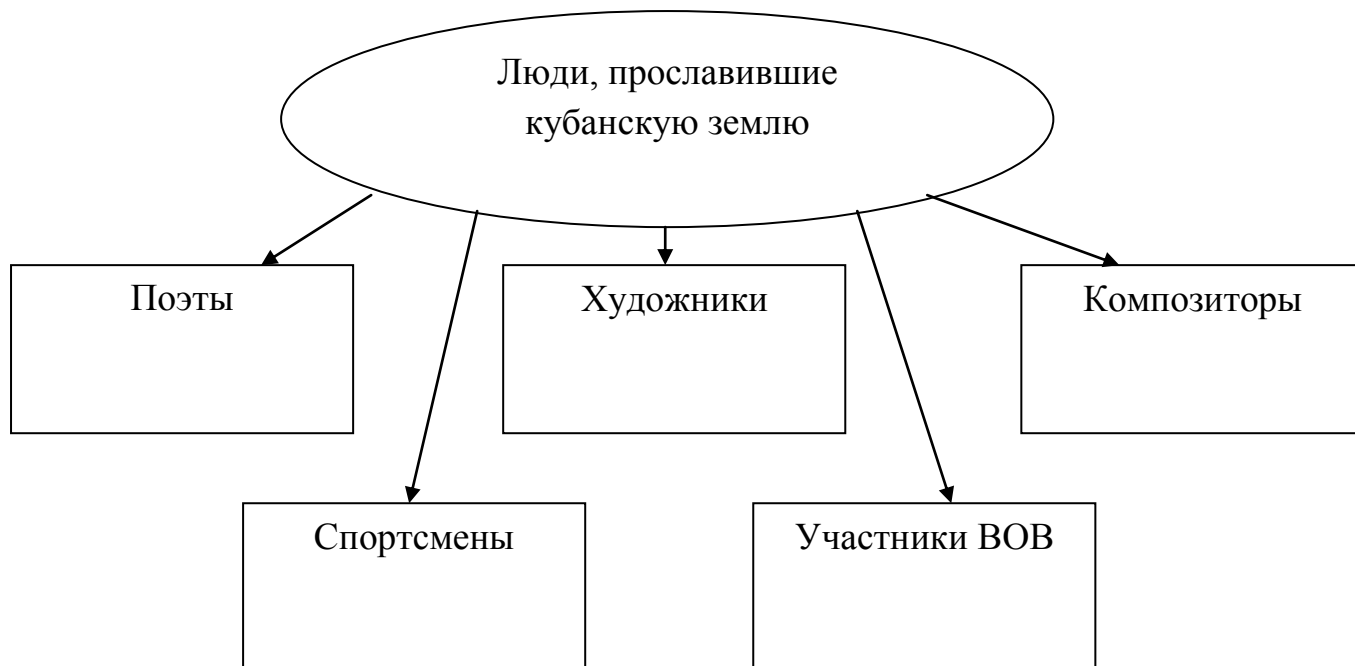 Люди, прославившие
кубанскую землю
Поэты
Художники
Композиторы
Спортсмены
Участники ВОВ